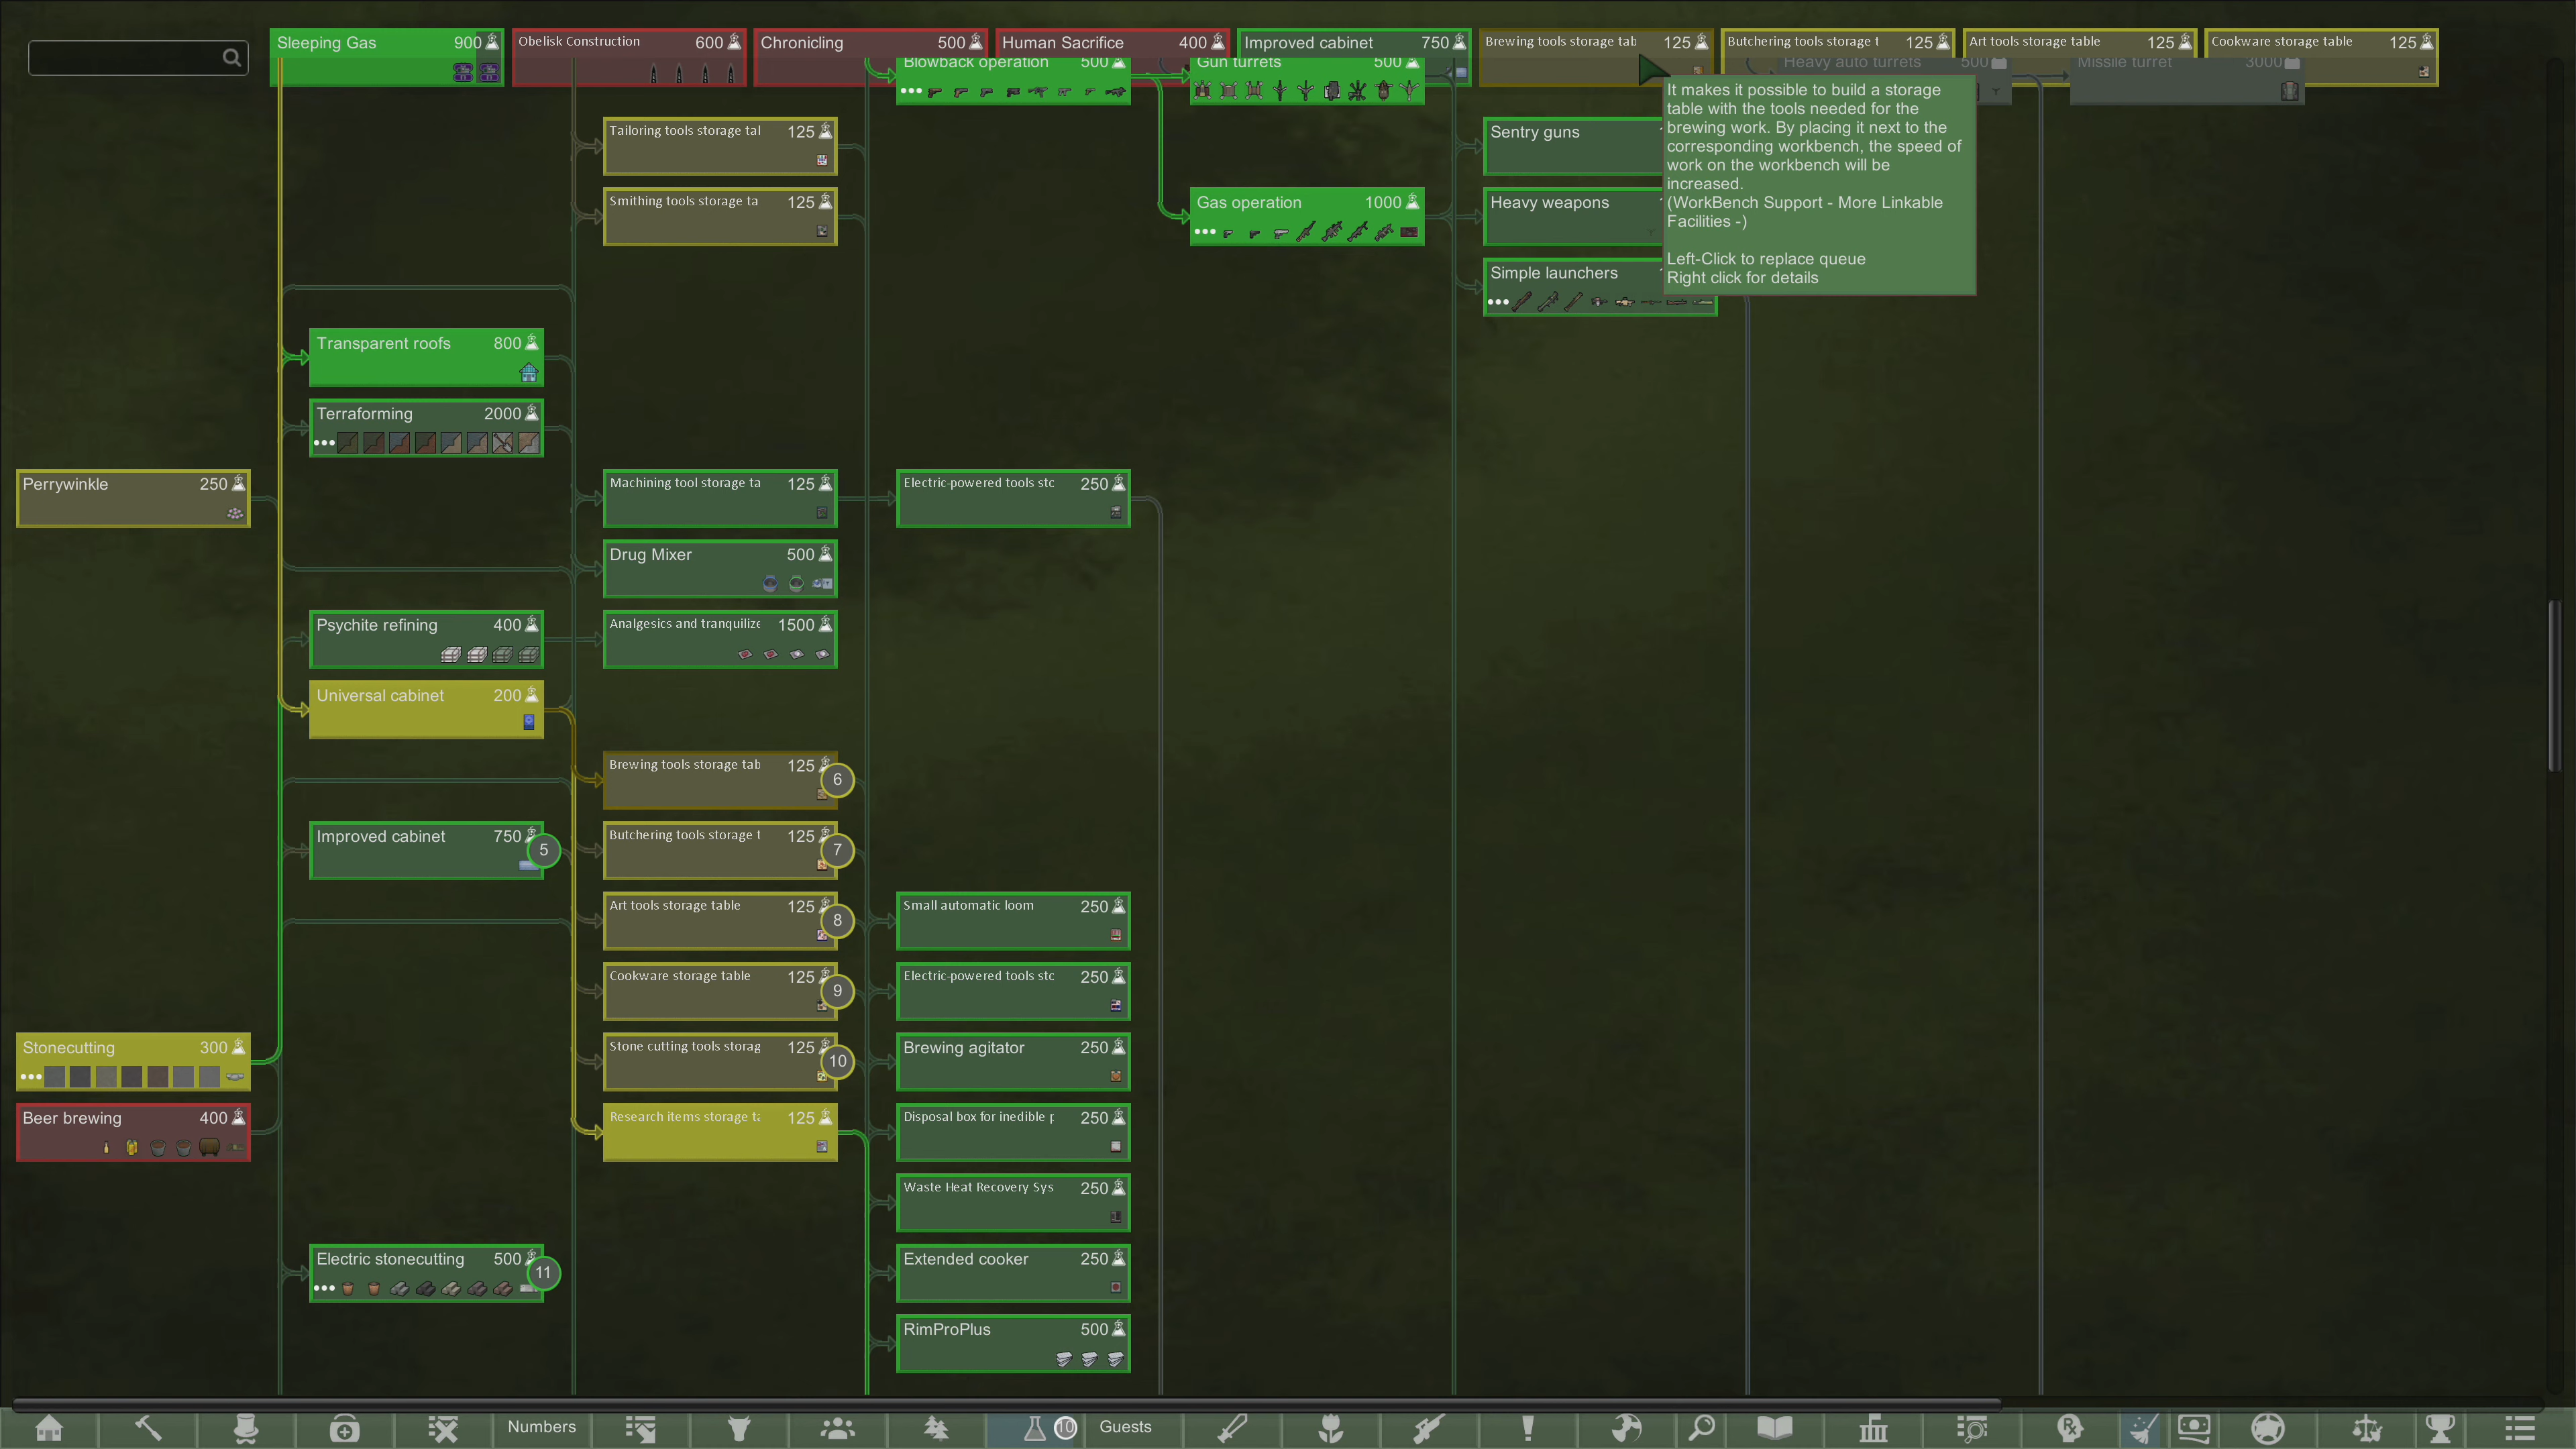 Sleeping Gas 900
Obelisk Construction 600
Chronicling 500
Human Sacrifice 400
Improved cabinet 750
Brewing tools storage tab 125
Butchering tools storage t 125
Art tools storage table 125
Cookware storage table 125
Blowback operation 500
Gun turrets 500
Heavy auto turrets 500
Missile turret 3000
It makes it possible to build a storage
table with the tools needed for the
brewing work. By placing it next to the
corresponding workbench, the speed of
work on the workbench will be
increased.
(WorkBench Support - More Linkable
Facilities -)
Left-Click to replace queue
Right click for details
Tailoring tools storage tal 125
Sentry guns
Smithing tools storage ta 125
Gas operation 1000
Heavy weapons
Simple launchers
Transparent roofs 800
Terraforming 2000
Perrywinkle 250
Machining tool storage ta 125
Electric-powered tools stc 250
Drug Mixer 500
Psychite refining 400
Analgesics and tranquilize 1500
Universal cabinet 200
Brewing tools storage tab 125
6
Improved cabinet 750
5
Butchering tools storage t 125
7
Art tools storage table 125
8
Small automatic loom 250
Cookware storage table 125
9
Electric-powered tools stc 250
Stonecutting 300
Stone cutting tools storag 125
10
Brewing agitator 250
Beer brewing 400
Research items storage ta 125
Disposal box for inedible p 250
Waste Heat Recovery Sys 250
Electric stonecutting 500
11
Extended cooker 250
RimProPlus 500
Numbers
10
Guests